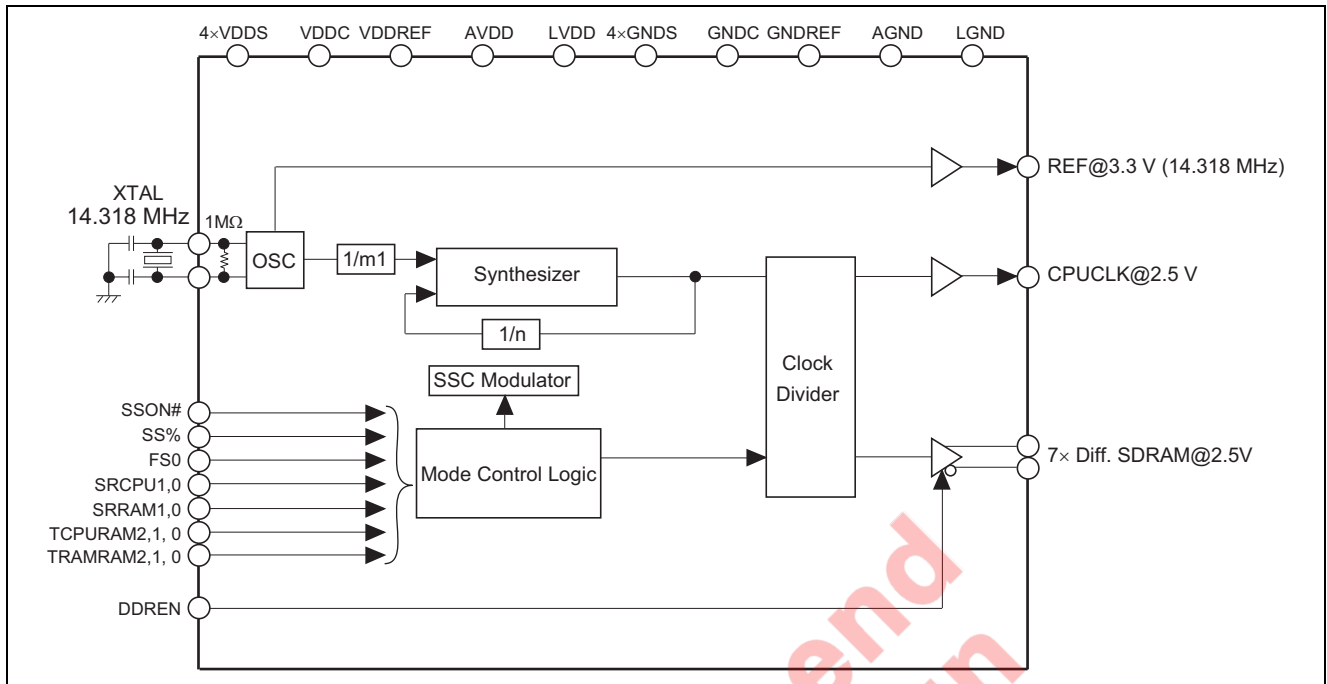 4×VDDS VDDC VDDREF AVDD LVDD 4×GNDS GNDC GNDREF AGND LGND
REF@3.3 V (14.318 MHz)
XTAL
14.318 MHz
1MΩ
OSC
1/m1
Synthesizer
CPUCLK@2.5 V
1/n
Clock
Divider
SSC Modulator
SSON#
SS%
FS0
SRCPU1,0
SRRAM1,0
TCPURAM2,1, 0
TRAMRAM2,1, 0
Mode Control Logic
7× Diff. SDRAM@2.5V
DDREN